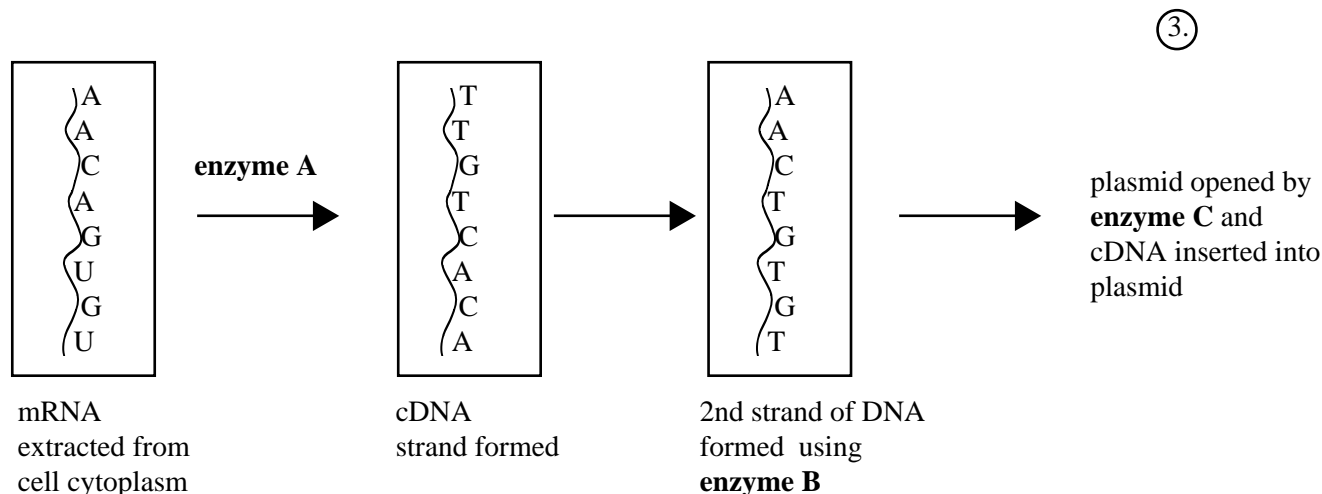 3.
A
A
C
A
G
U
G
U
enzyme A
T
T
G
T
C
A
C
A
A
A
C
T
G
T
G
T
plasmid opened by
enzyme C and
cDNA inserted into
plasmid
mRNA
extracted from
cell cytoplasm
cDNA
strand formed
2nd strand of DNA
formed using
enzyme B